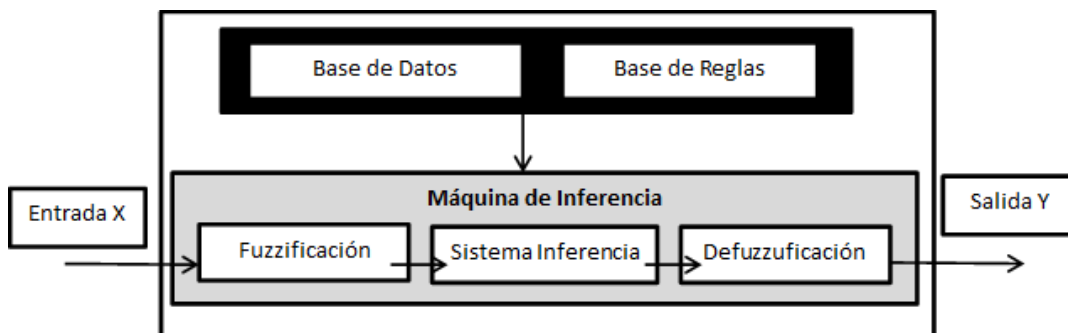 Base de Datos
Base de Reglas
Máquina de Inferencia
Entrada X
Salida Y
Fuzzificación
Sistema Inferencia
Defuzzuficación